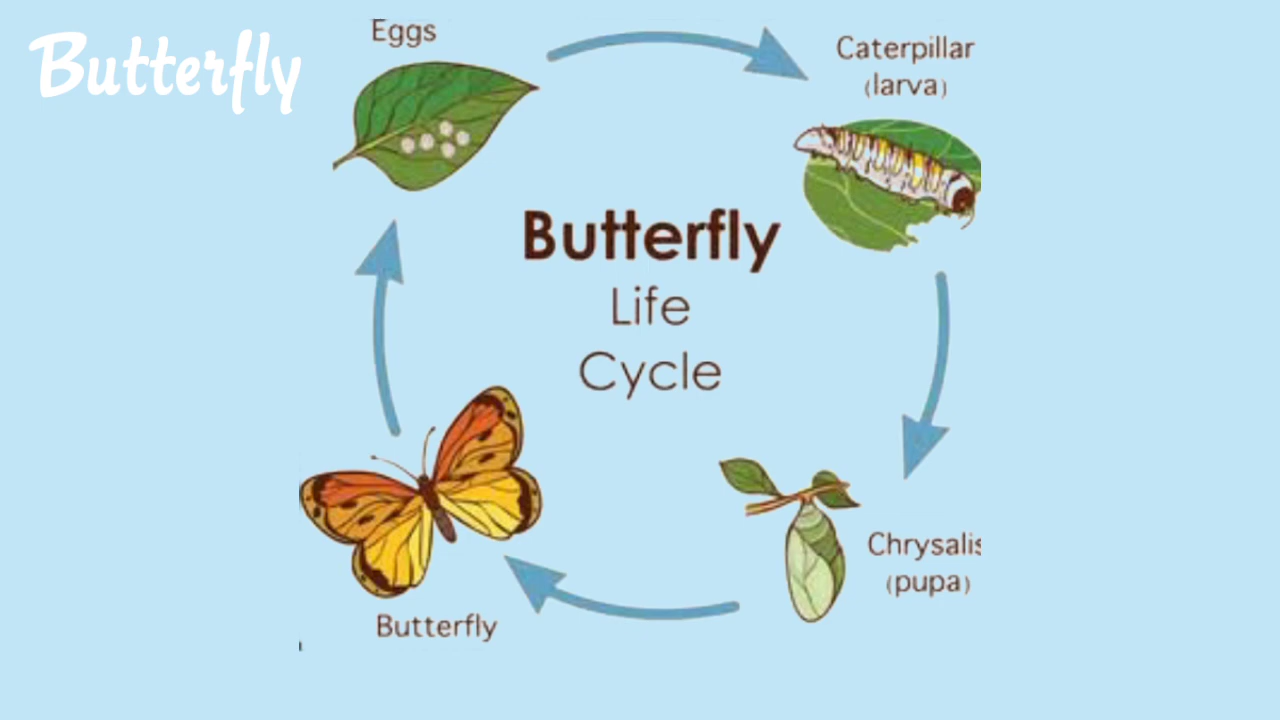 Butterfly
Eggs
Caterpillar
(larva)
Butterfly
Life
Cycle
Chrysalis
(pupa)
Butterfly